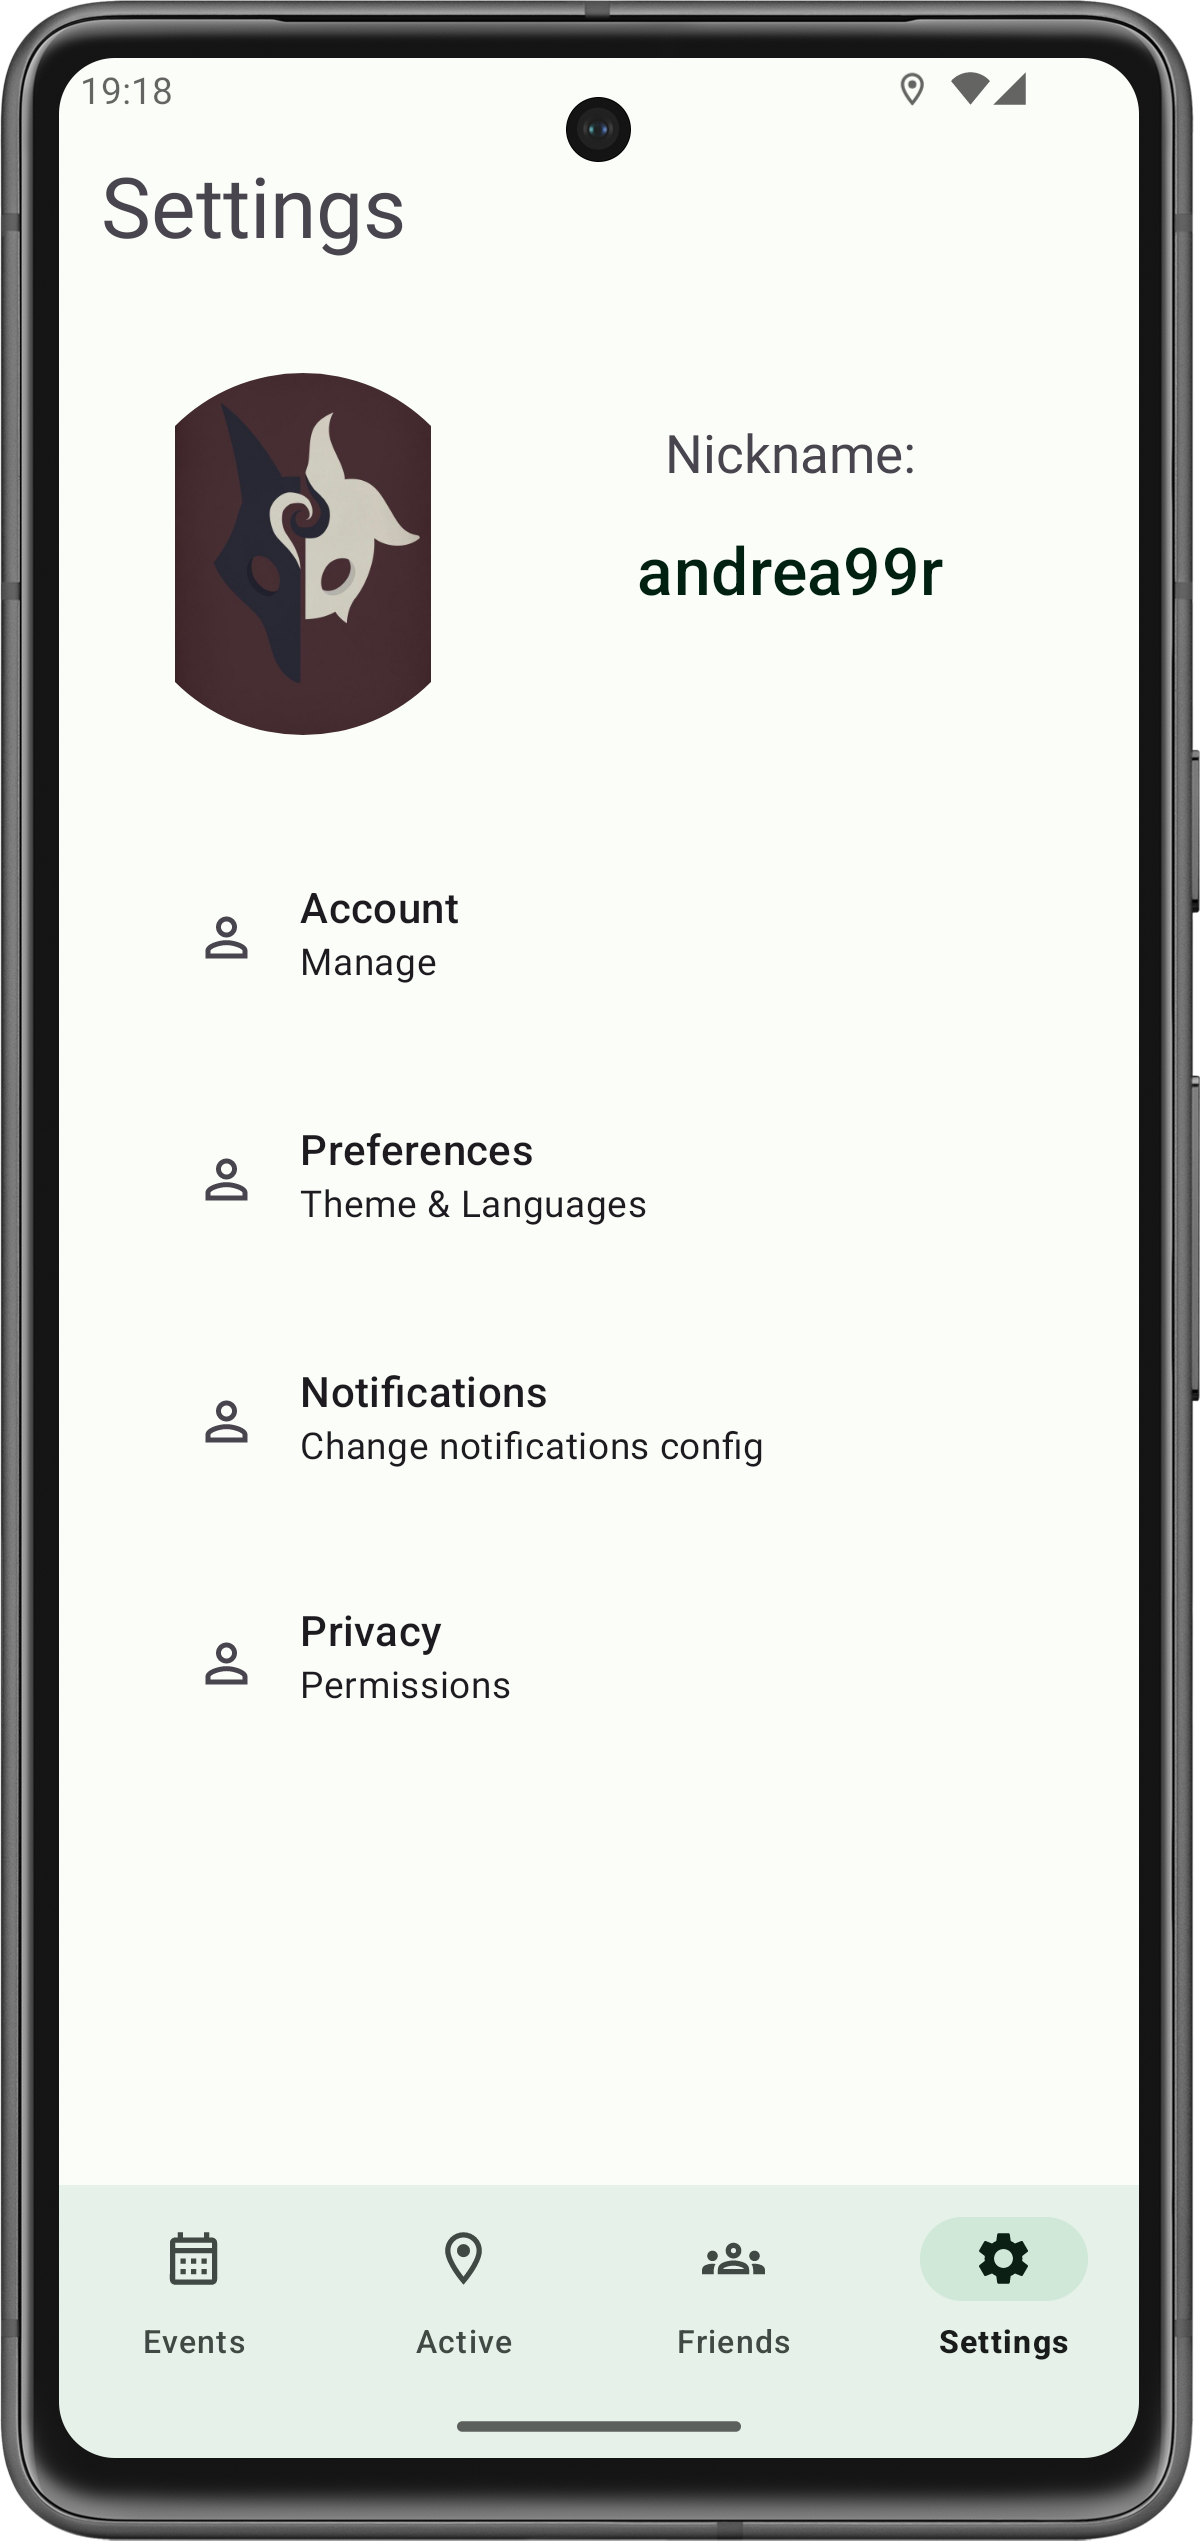 19:18
Settings
Nickname:
andrea99r
Account
Manage
Preferences
Theme & Languages
Notifications
Change notifications config
Privacy
Permissions
Events
Active
Friends
Settings